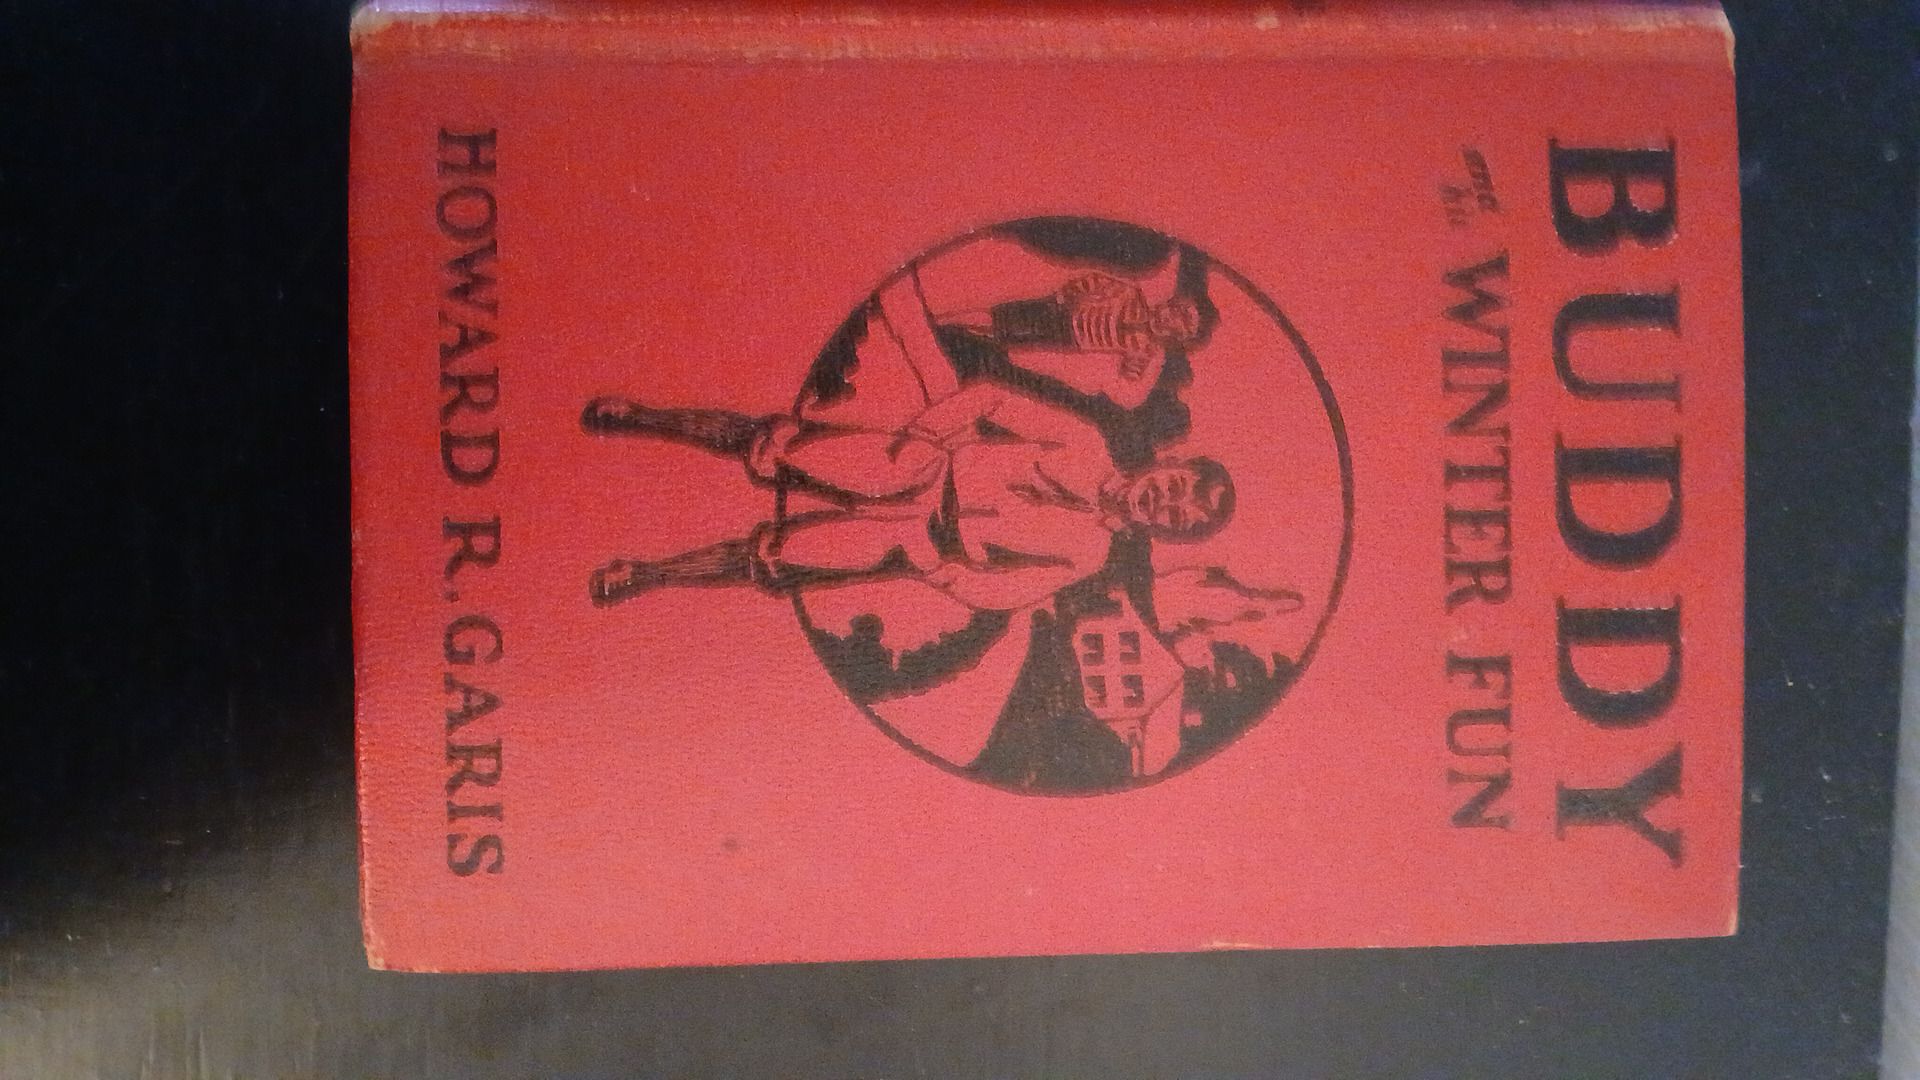 BUDDY
and his WINTER FUN
HOWARD R. GARIS